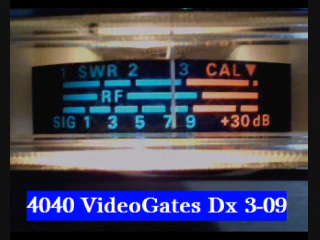 1 SWR 2 3 CAL▼
RF
SIG 1 3 5 7 9 +30 dB
4040 VideoGates Dx 3-09